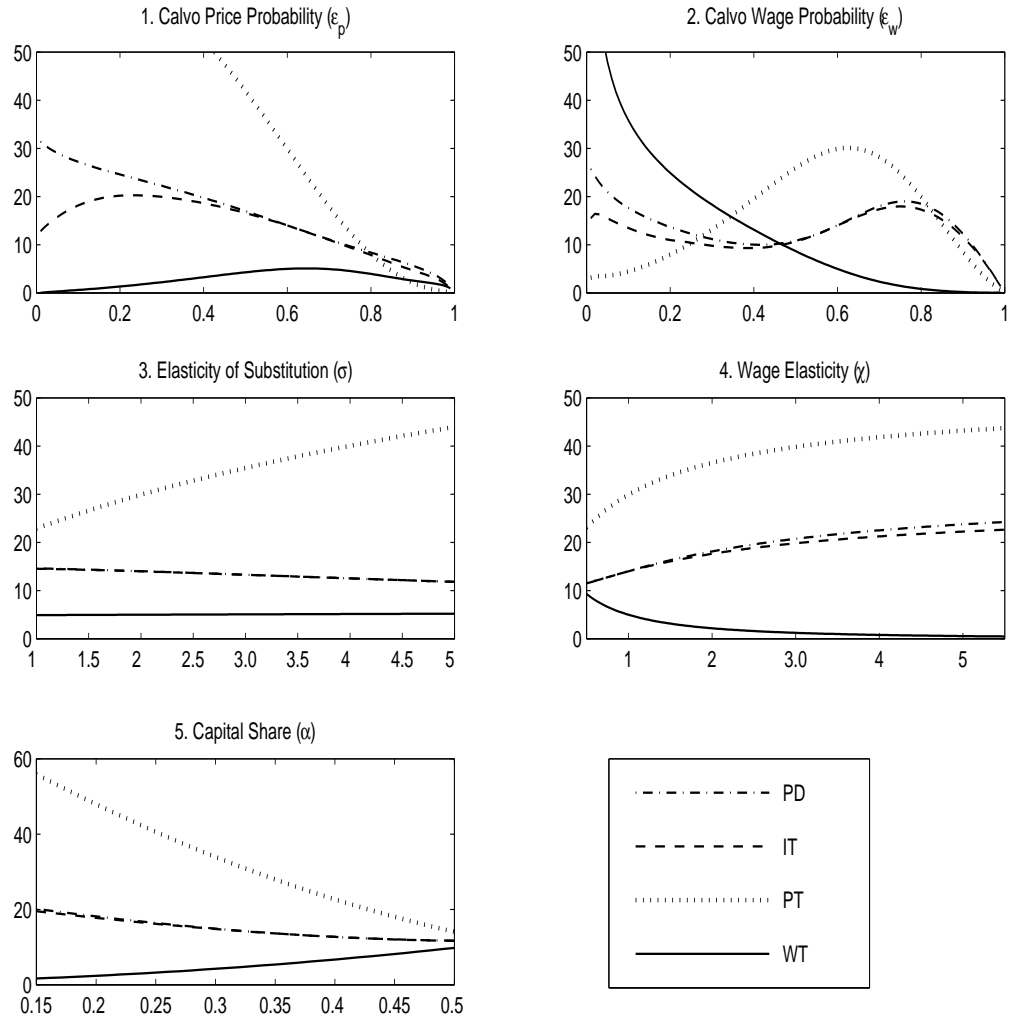 1. Calvo Price Probability (ε_p)
50
40
30
20
10
0
0 0.2 0.4 0.6 0.8 1
2. Calvo Wage Probability (ε_w)
50
40
30
20
10
0
0 0.2 0.4 0.6 0.8 1
3. Elasticity of Substitution (σ)
50
40
30
20
10
0
1 1.5 2 2.5 3.0 3.5 4 4.5 5
4. Wage Elasticity (χ)
50
40
30
20
10
0
1 2 3.0 4 5
5. Capital Share (α)
60
40
20
0
0.15 0.2 0.25 0.3 0.35 0.4 0.45 0.5
PD
IT
PT
WT